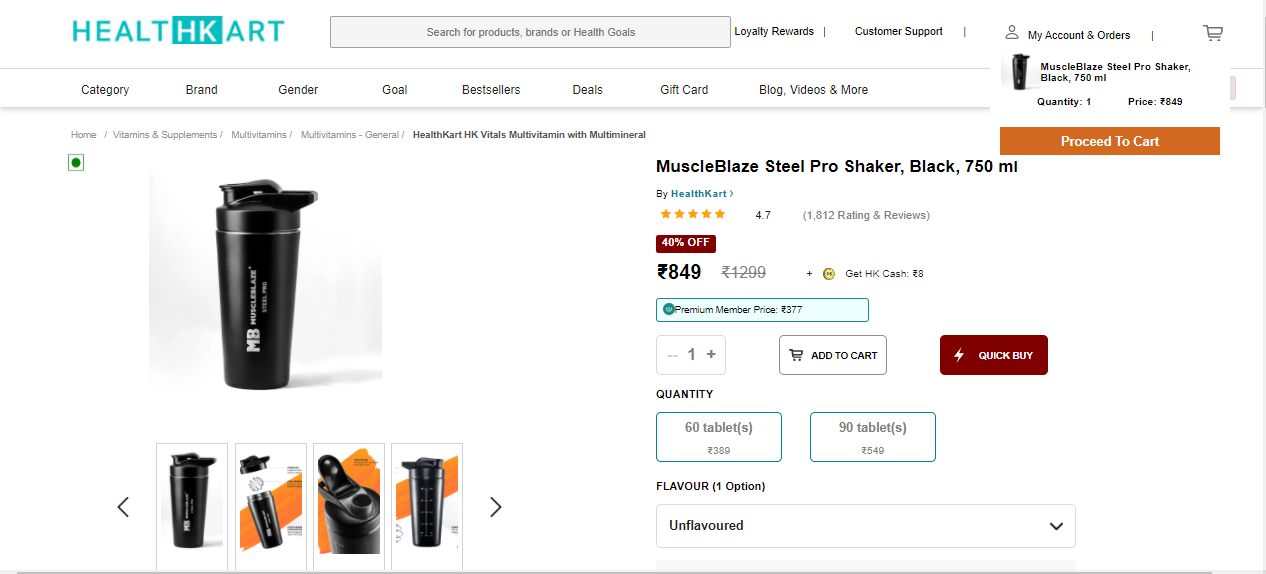 HEALTHKART
Search for products, brands or Health Goals
Loyalty Rewards |
Customer Support |
My Account & Orders |
MuscleBlaze Steel Pro Shaker,
Black, 750 ml
Quantity: 1 Price: ₹849
Proceed To Cart
Category Brand Gender Goal Bestsellers Deals Gift Card Blog, Videos & More
Home / Vitamins & Supplements / Multivitamins / Multivitamins - General / HealthKart HK Vitals Multivitamin with Multimineral
MB MUSCLEBLAZE
STEEL PRO
MuscleBlaze Steel Pro Shaker, Black, 750 ml
By HealthKart ›
4.7 (1,812 Rating & Reviews)
40% OFF
₹849 ₹1299 + Get HK Cash: ₹8
Premium Member Price: ₹377
-- 1 + ADD TO CART QUICK BUY
QUANTITY
60 tablet(s) 90 tablet(s)
₹389 ₹549
FLAVOUR (1 Option)
Unflavoured